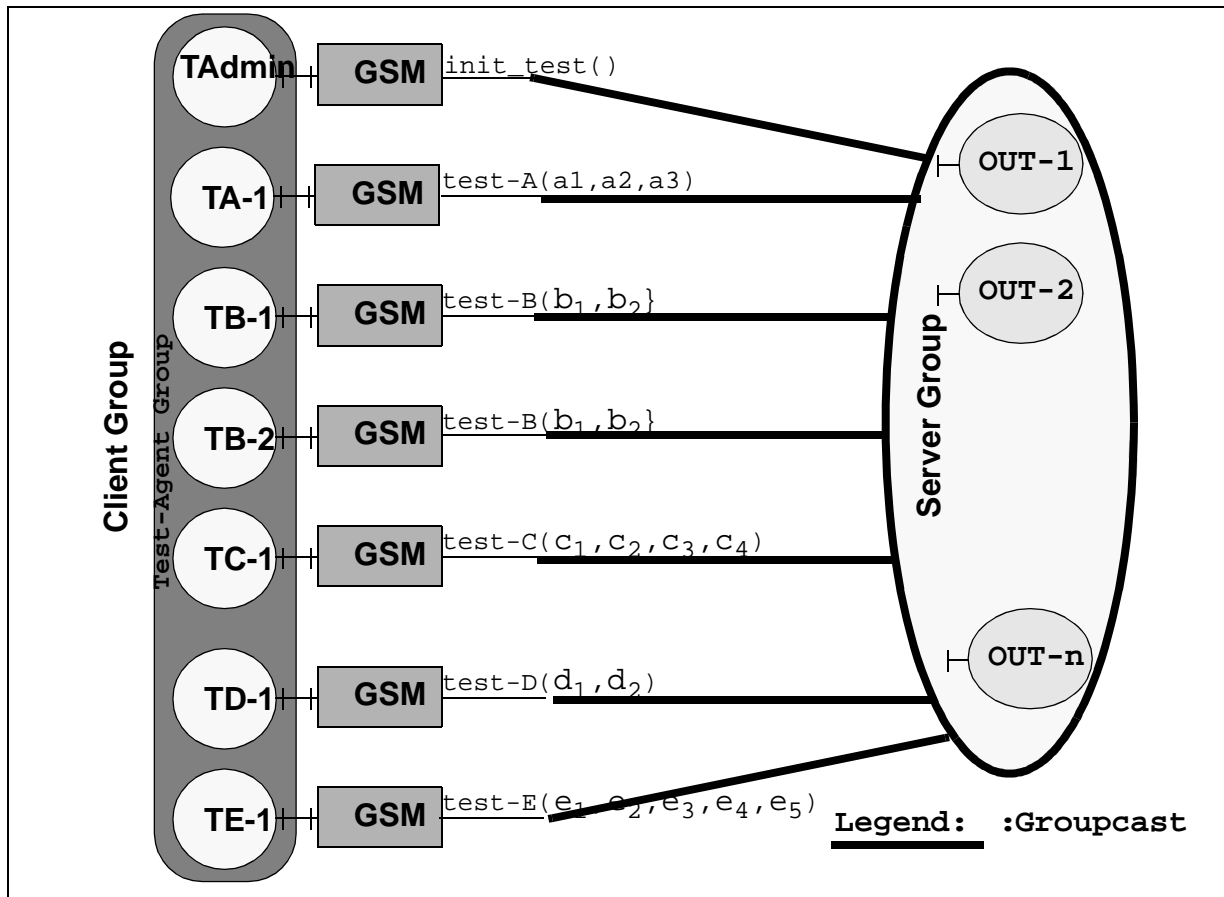 TAdmin GSM init_test()
OUT-1
TA-1 GSM test-A(a1,a2,a3)
TB-1 GSM test-B(b1,b2}
OUT-2
Client Group
Test-Agent Group
Server Group
TB-2 GSM test-B(b1,b2}
TC-1 GSM test-C(c1,c2,c3,c4)
OUT-n
TD-1 GSM test-D(d1,d2)
TE-1 GSM test-E(e1,e2,e3,e4,e5)
Legend: :Groupcast